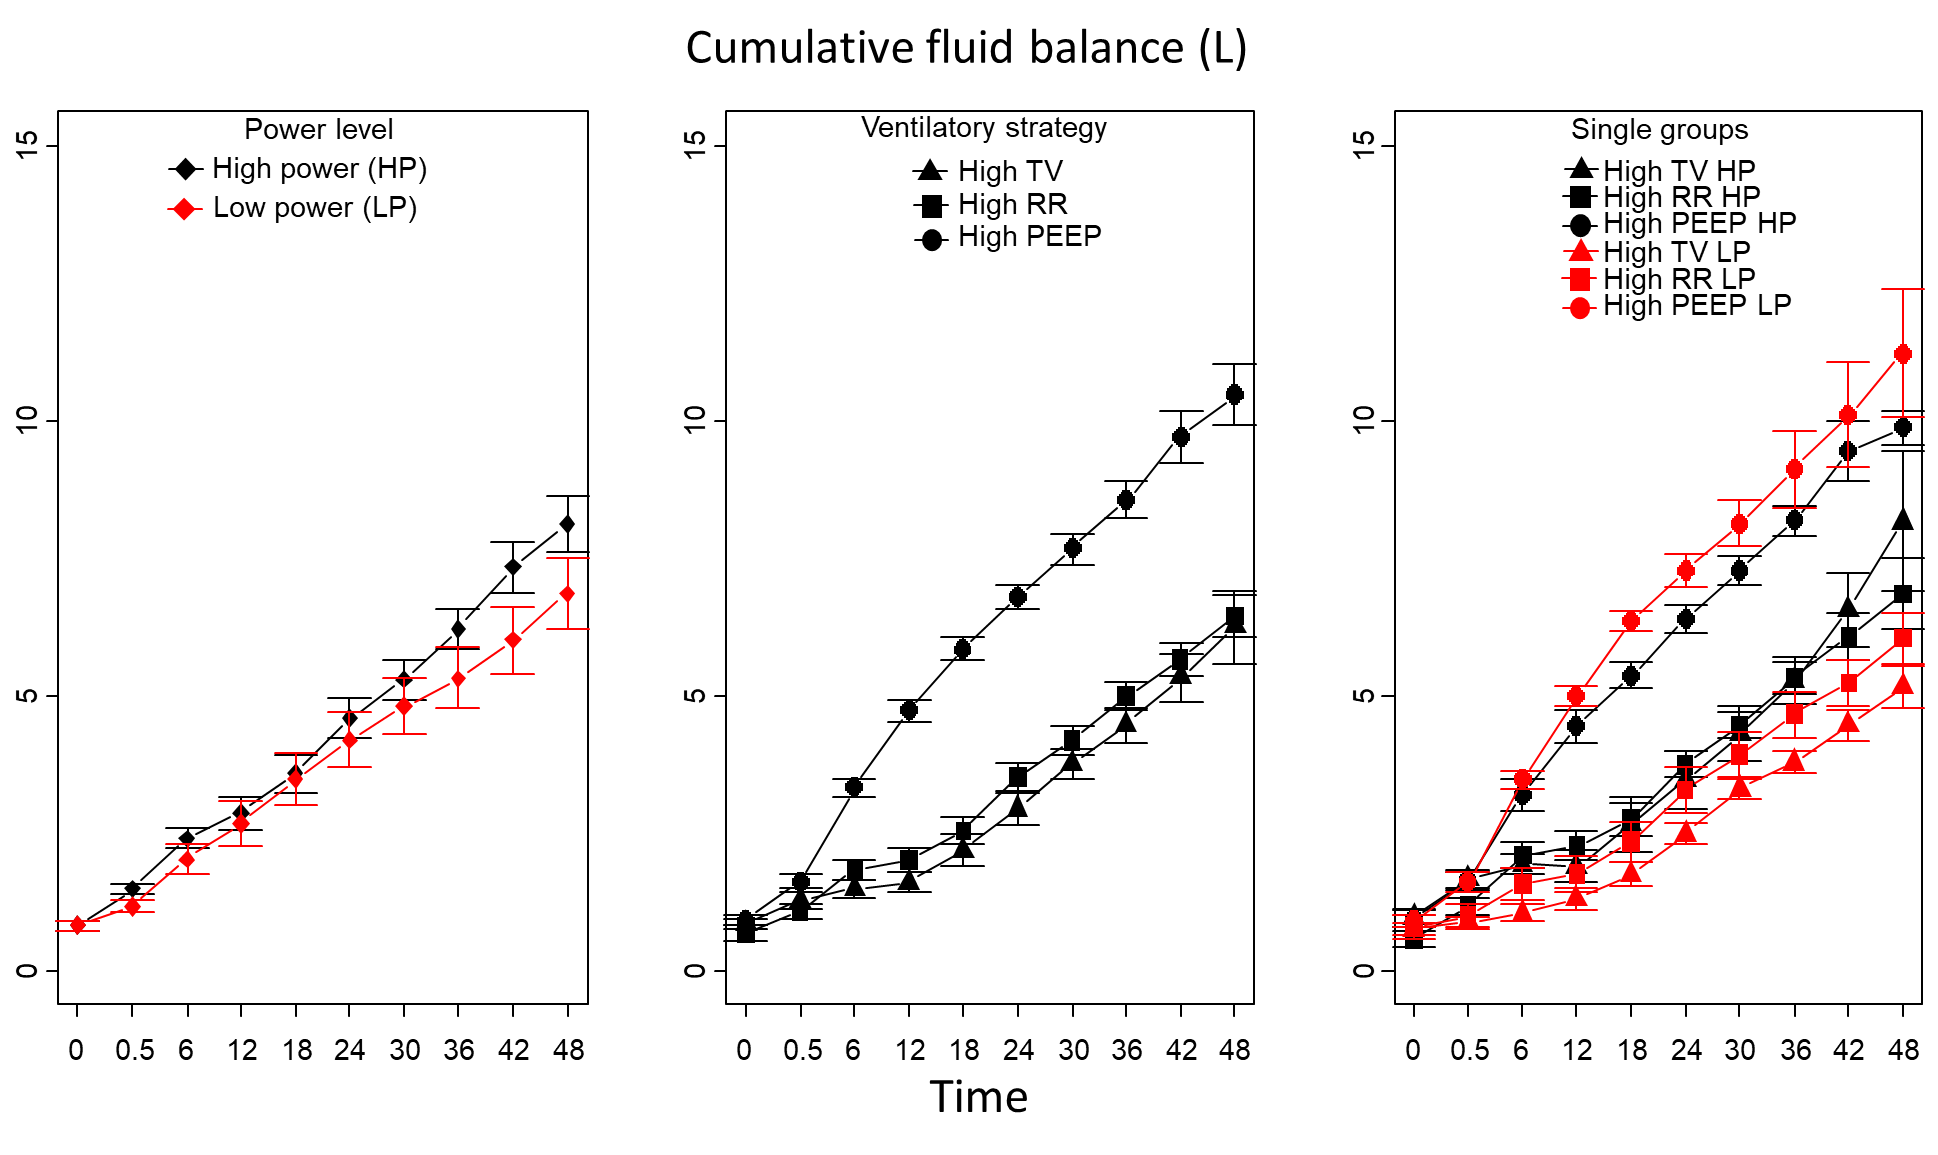 Cumulative fluid balance (L)
Power level
High power (HP)
Low power (LP)
15
10
5
0
0 0.5 6 12 18 24 30 36 42 48
Ventilatory strategy
High TV
High RR
High PEEP
15
10
5
0
0 0.5 6 12 18 24 30 36 42 48
Single groups
High TV HP
High RR HP
High PEEP HP
High TV LP
High RR LP
High PEEP LP
15
10
5
0
0 0.5 6 12 18 24 30 36 42 48
Time